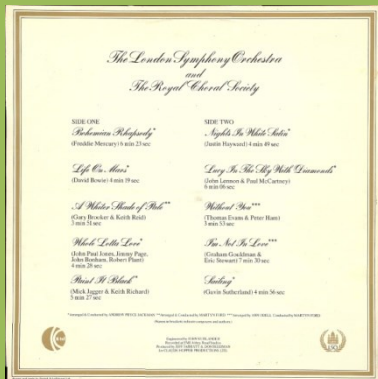 The London Symphony Orchestra
and
The Royal Choral Society
SIDE ONE
Bohemian Rhapsody*
(Freddie Mercury) 6 min 23 sec
Life On Mars*
(David Bowie) 4 min 19 sec
A Whiter Shade of Pale**
(Gary Brooker & Keith Reid)
3 min 51 sec
Whole Lotta Love*
(John Paul Jones, Jimmy Page,
John Bonham, Robert Plant)
4 min 28 sec
Paint It Black*
(Mick Jagger & Keith Richard)
5 min 27 sec
SIDE TWO
Nights In White Satin*
(Justin Hayward) 4 min 49 sec
Lucy In The Sky With Diamonds*
(John Lennon & Paul McCartney)
6 min 06 sec
Without You***
(Thomas Evans & Peter Ham)
3 min 53 sec
I'm Not In Love***
(Graham Gouldman &
Eric Stewart) 7 min 30 sec
Sailing*
(Gavin Sutherland) 4 min 56 sec